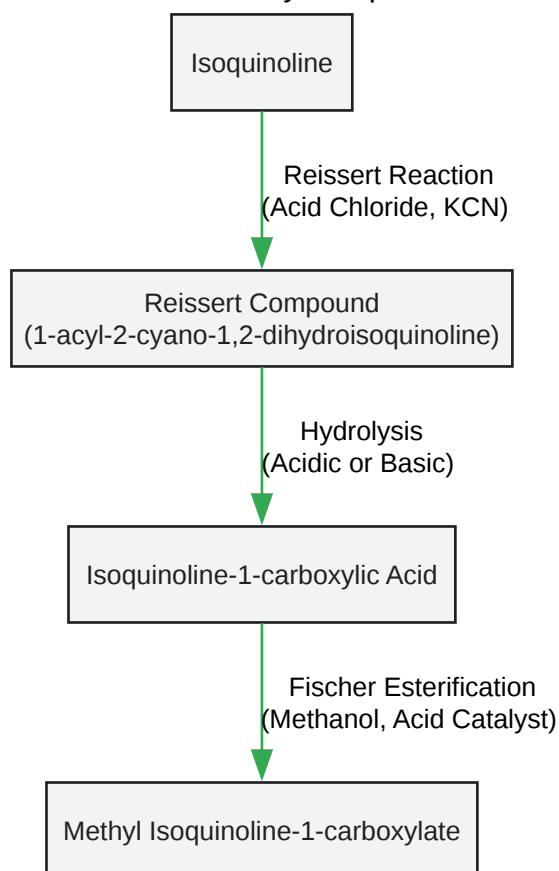 Isoquinoline
Reissert Reaction
(Acid Chloride, KCN)
Reissert Compound
(1-acyl-2-cyano-1,2-dihydroisoquinoline)
Hydrolysis
(Acidic or Basic)
Isoquinoline-1-carboxylic Acid
Fischer Esterification
(Methanol, Acid Catalyst)
Methyl Isoquinoline-1-carboxylate